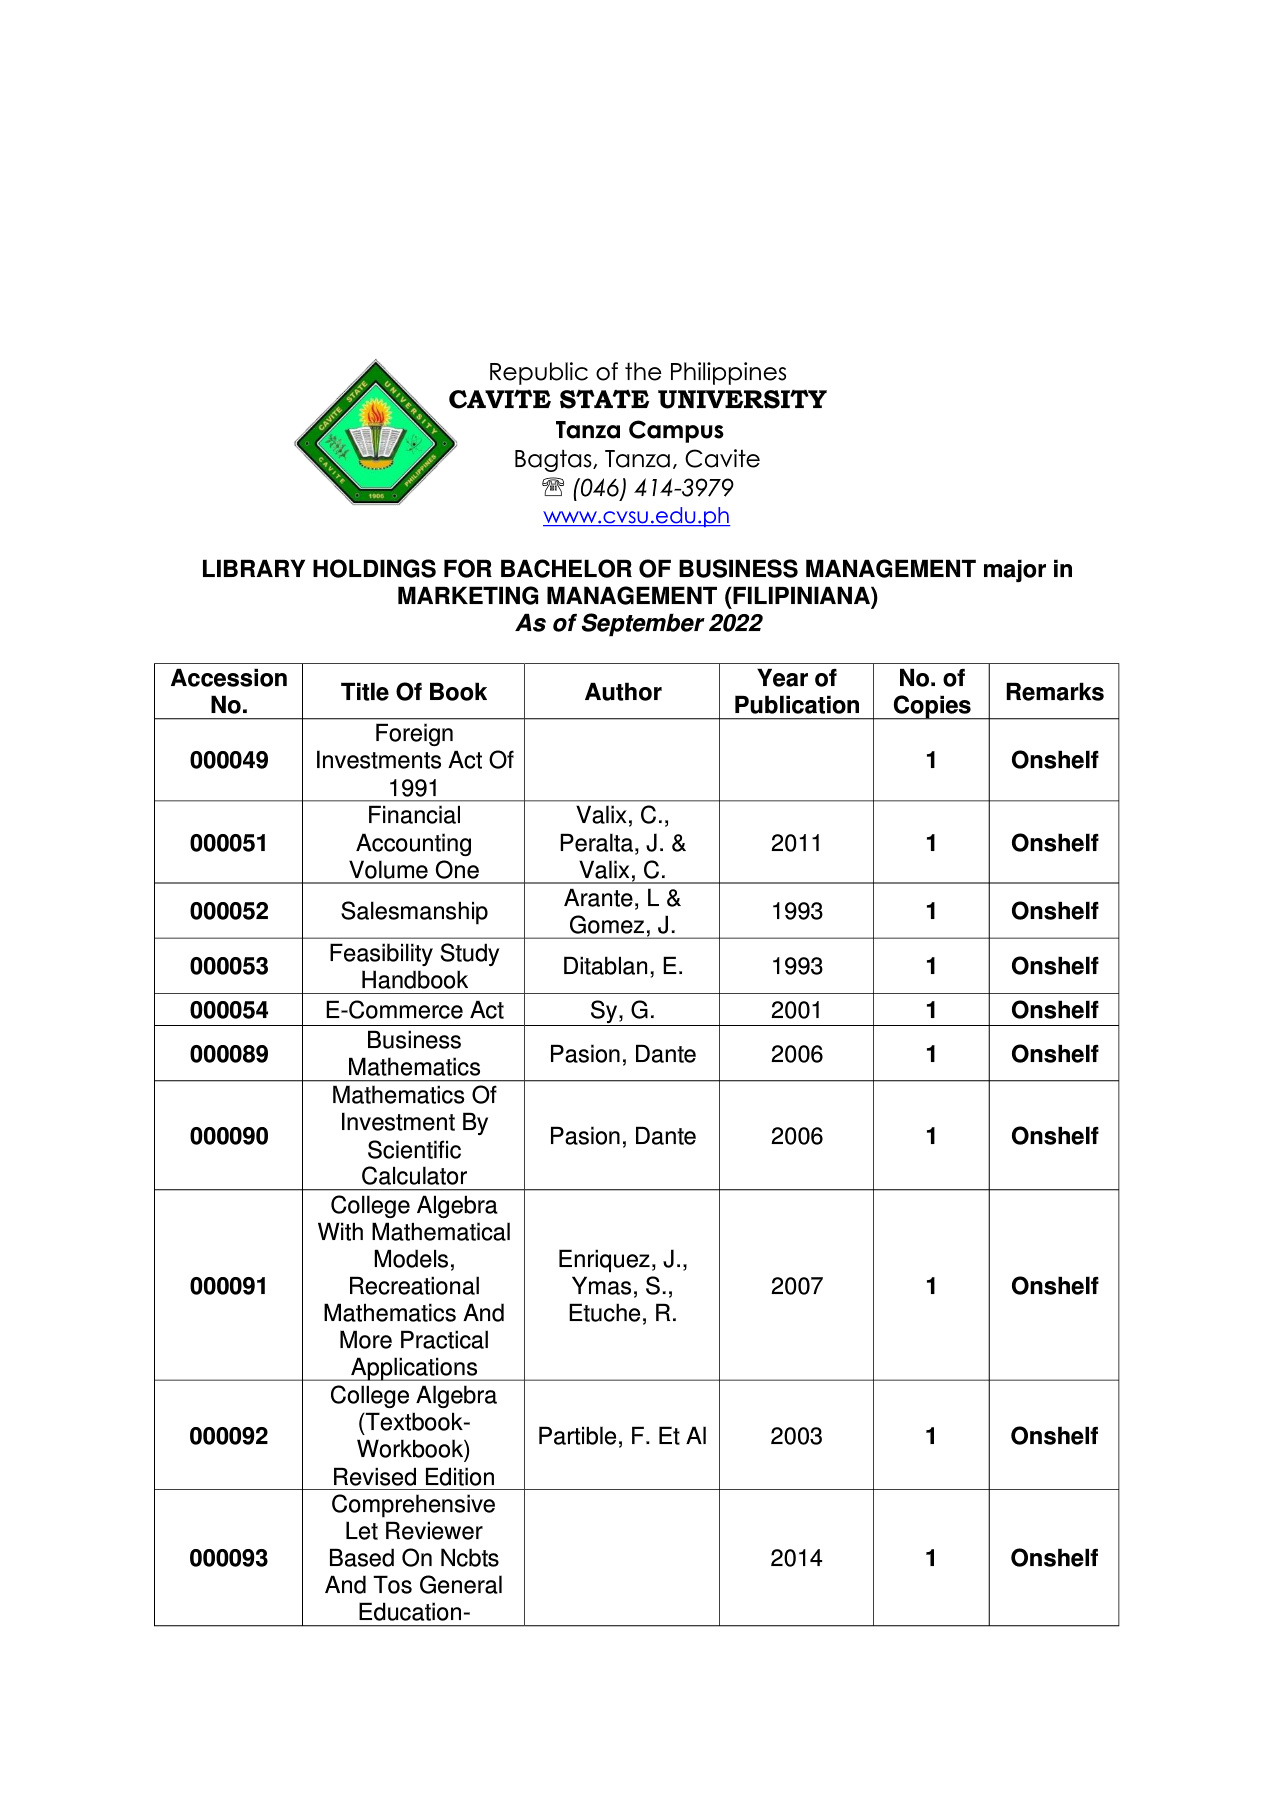 Republic of the Philippines
CAVITE STATE UNIVERSITY
Tanza Campus
Bagtas, Tanza, Cavite
☏ (046) 414-3979
www.cvsu.edu.ph
CAVITE STATE UNIVERSITY
CAVITE PHILIPPINES
1906
LIBRARY HOLDINGS FOR BACHELOR OF BUSINESS MANAGEMENT major in
MARKETING MANAGEMENT (FILIPINIANA)
As of September 2022
Accession
No.
Title Of Book
Author
Year of
Publication
No. of
Copies
Remarks
000049
Foreign
Investments Act Of
1991
1
Onshelf
000051
Financial
Accounting
Volume One
Valix, C.,
Peralta, J. &
Valix, C.
2011
1
Onshelf
000052
Salesmanship
Arante, L &
Gomez, J.
1993
1
Onshelf
000053
Feasibility Study
Handbook
Ditablan, E.
1993
1
Onshelf
000054
E-Commerce Act
Sy, G.
2001
1
Onshelf
000089
Business
Mathematics
Pasion, Dante
2006
1
Onshelf
000090
Mathematics Of
Investment By
Scientific
Calculator
Pasion, Dante
2006
1
Onshelf
000091
College Algebra
With Mathematical
Models,
Recreational
Mathematics And
More Practical
Applications
Enriquez, J.,
Ymas, S.,
Etuche, R.
2007
1
Onshelf
000092
College Algebra
(Textbook-
Workbook)
Revised Edition
Partible, F. Et Al
2003
1
Onshelf
000093
Comprehensive
Let Reviewer
Based On Ncbts
And Tos General
Education-
2014
1
Onshelf